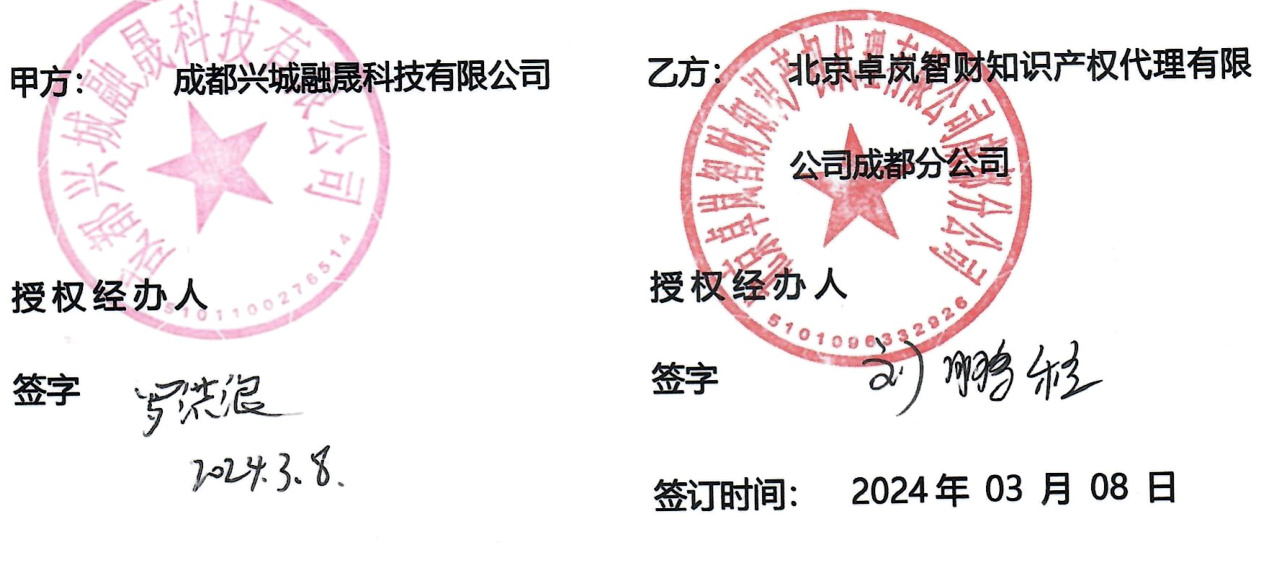 甲方： 成都兴城融晟科技有限公司
成都兴城融晟科技有限公司
5101100276514
授权经办人
签字 罗洪浪
2024.3.8.
乙方： 北京卓岚智财知识产权代理有限
公司成都分公司
北京卓岚智财知识产权代理有限公司成都分公司
5101096332926
授权经办人
签字 刘鹏程
签订时间： 2024年 03 月 08 日